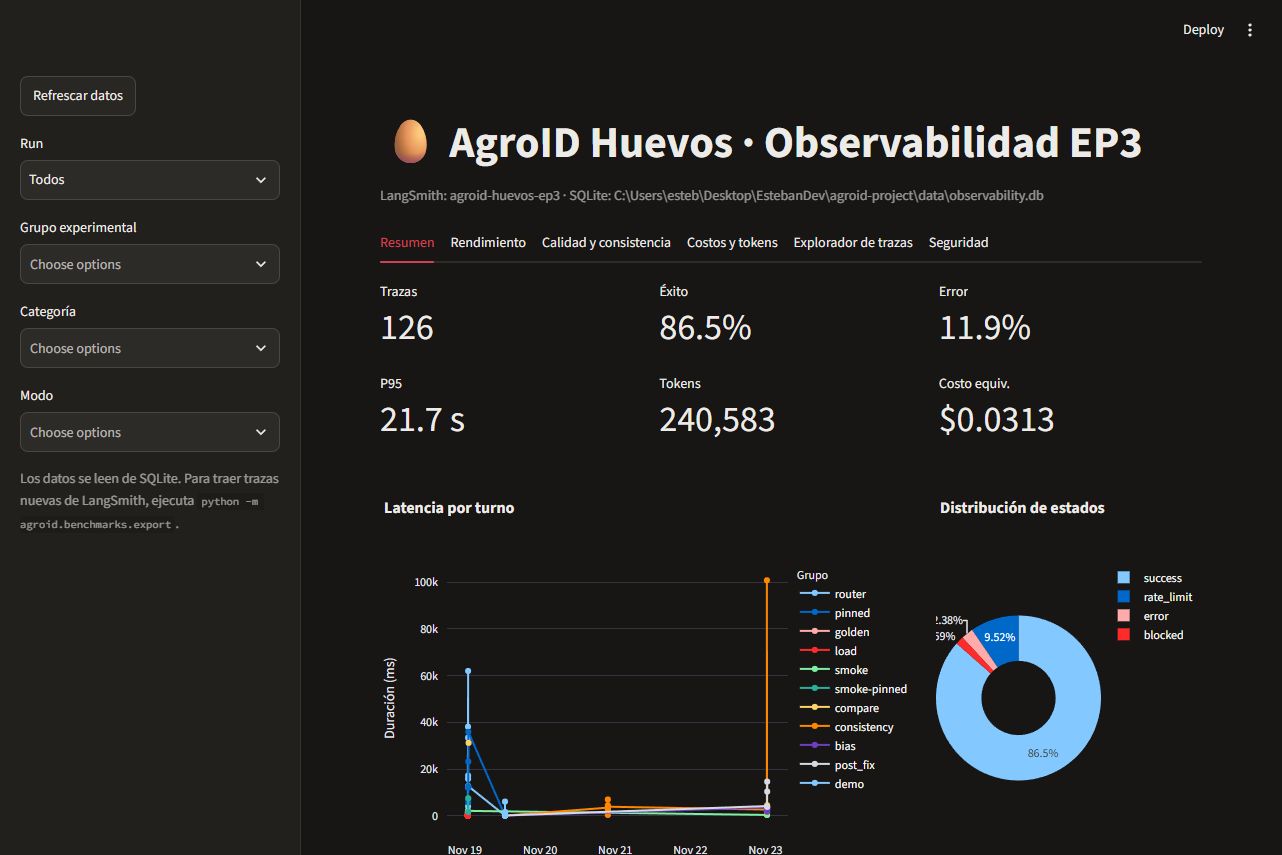 Deploy
Refrescar datos
Run
Todos
Grupo experimental
Choose options
Categoría
Choose options
Modo
Choose options
Los datos se leen de SQLite. Para traer trazas
nuevas de LangSmith, ejecuta python -m
agroid.benchmarks.export .
AgroID Huevos · Observabilidad EP3
LangSmith: agroid-huevos-ep3 · SQLite: C:\Users\esteb\Desktop\EstebanDev\agroid-project\data\observability.db
Resumen Rendimiento Calidad y consistencia Costos y tokens Explorador de trazas Seguridad
Trazas Éxito Error
126 86.5% 11.9%
P95 Tokens Costo equiv.
21.7 s 240,583 $0.0313
Latencia por turno
Duración (ms)
100k
80k
60k
40k
20k
0
Nov 19 Nov 20 Nov 21 Nov 22 Nov 23
Grupo
router
pinned
golden
load
smoke
smoke-pinned
compare
consistency
bias
post_fix
demo
Distribución de estados
2.38%
9.52%
86.5%
success
rate_limit
error
blocked